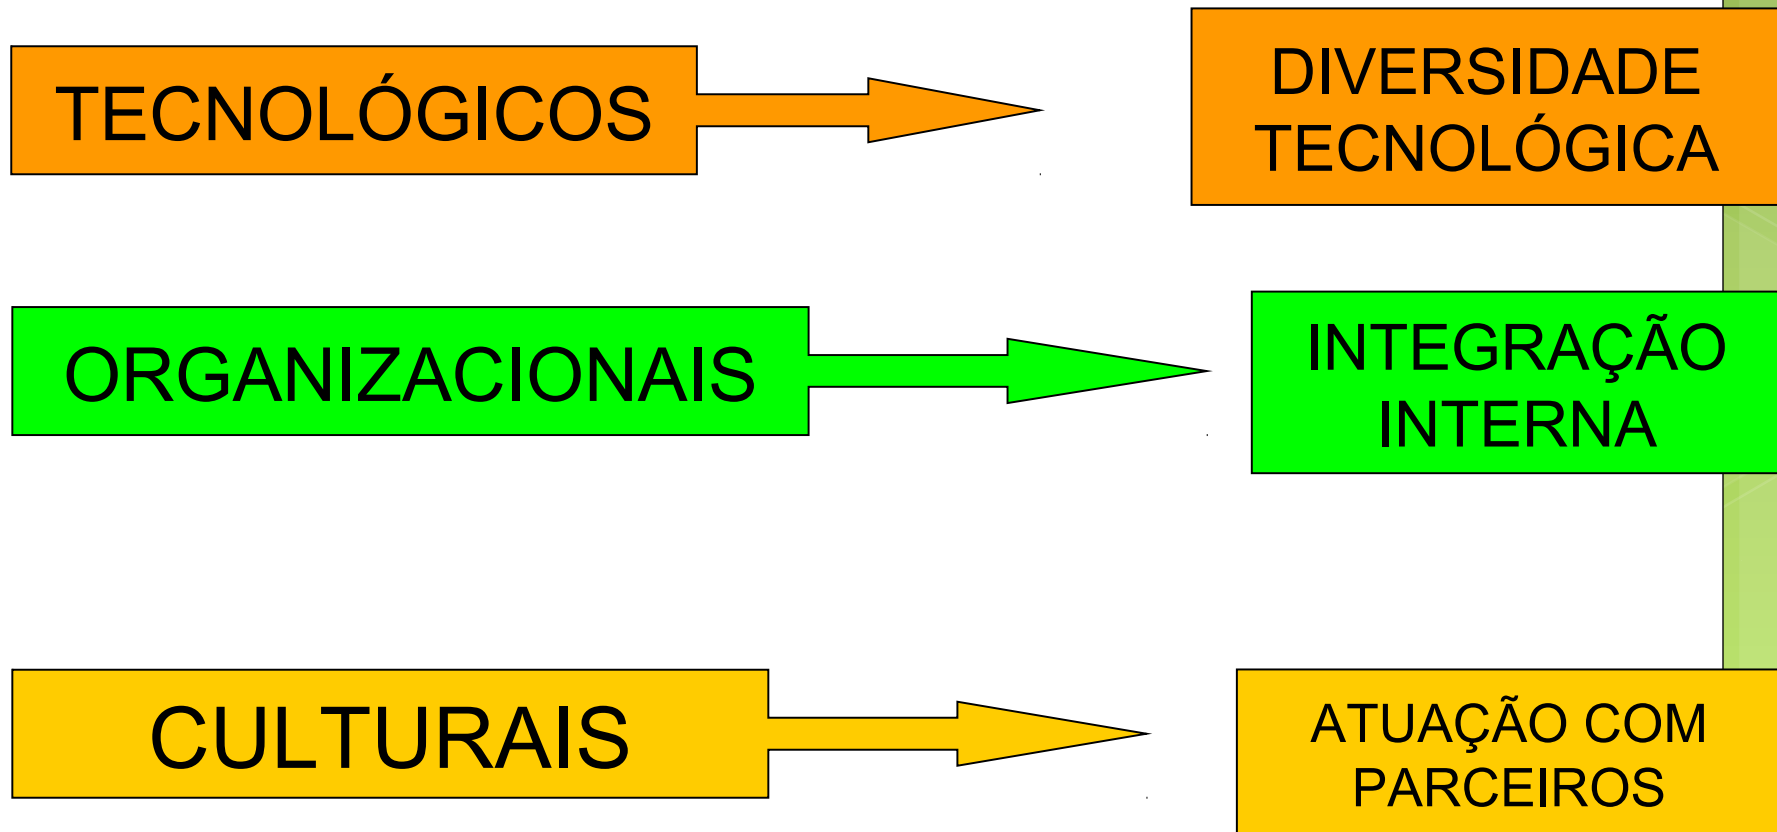 TECNOLÓGICOS
DIVERSIDADE
TECNOLÓGICA
ORGANIZACIONAIS
INTEGRAÇÃO
INTERNA
CULTURAIS
ATUAÇÃO COM
PARCEIROS